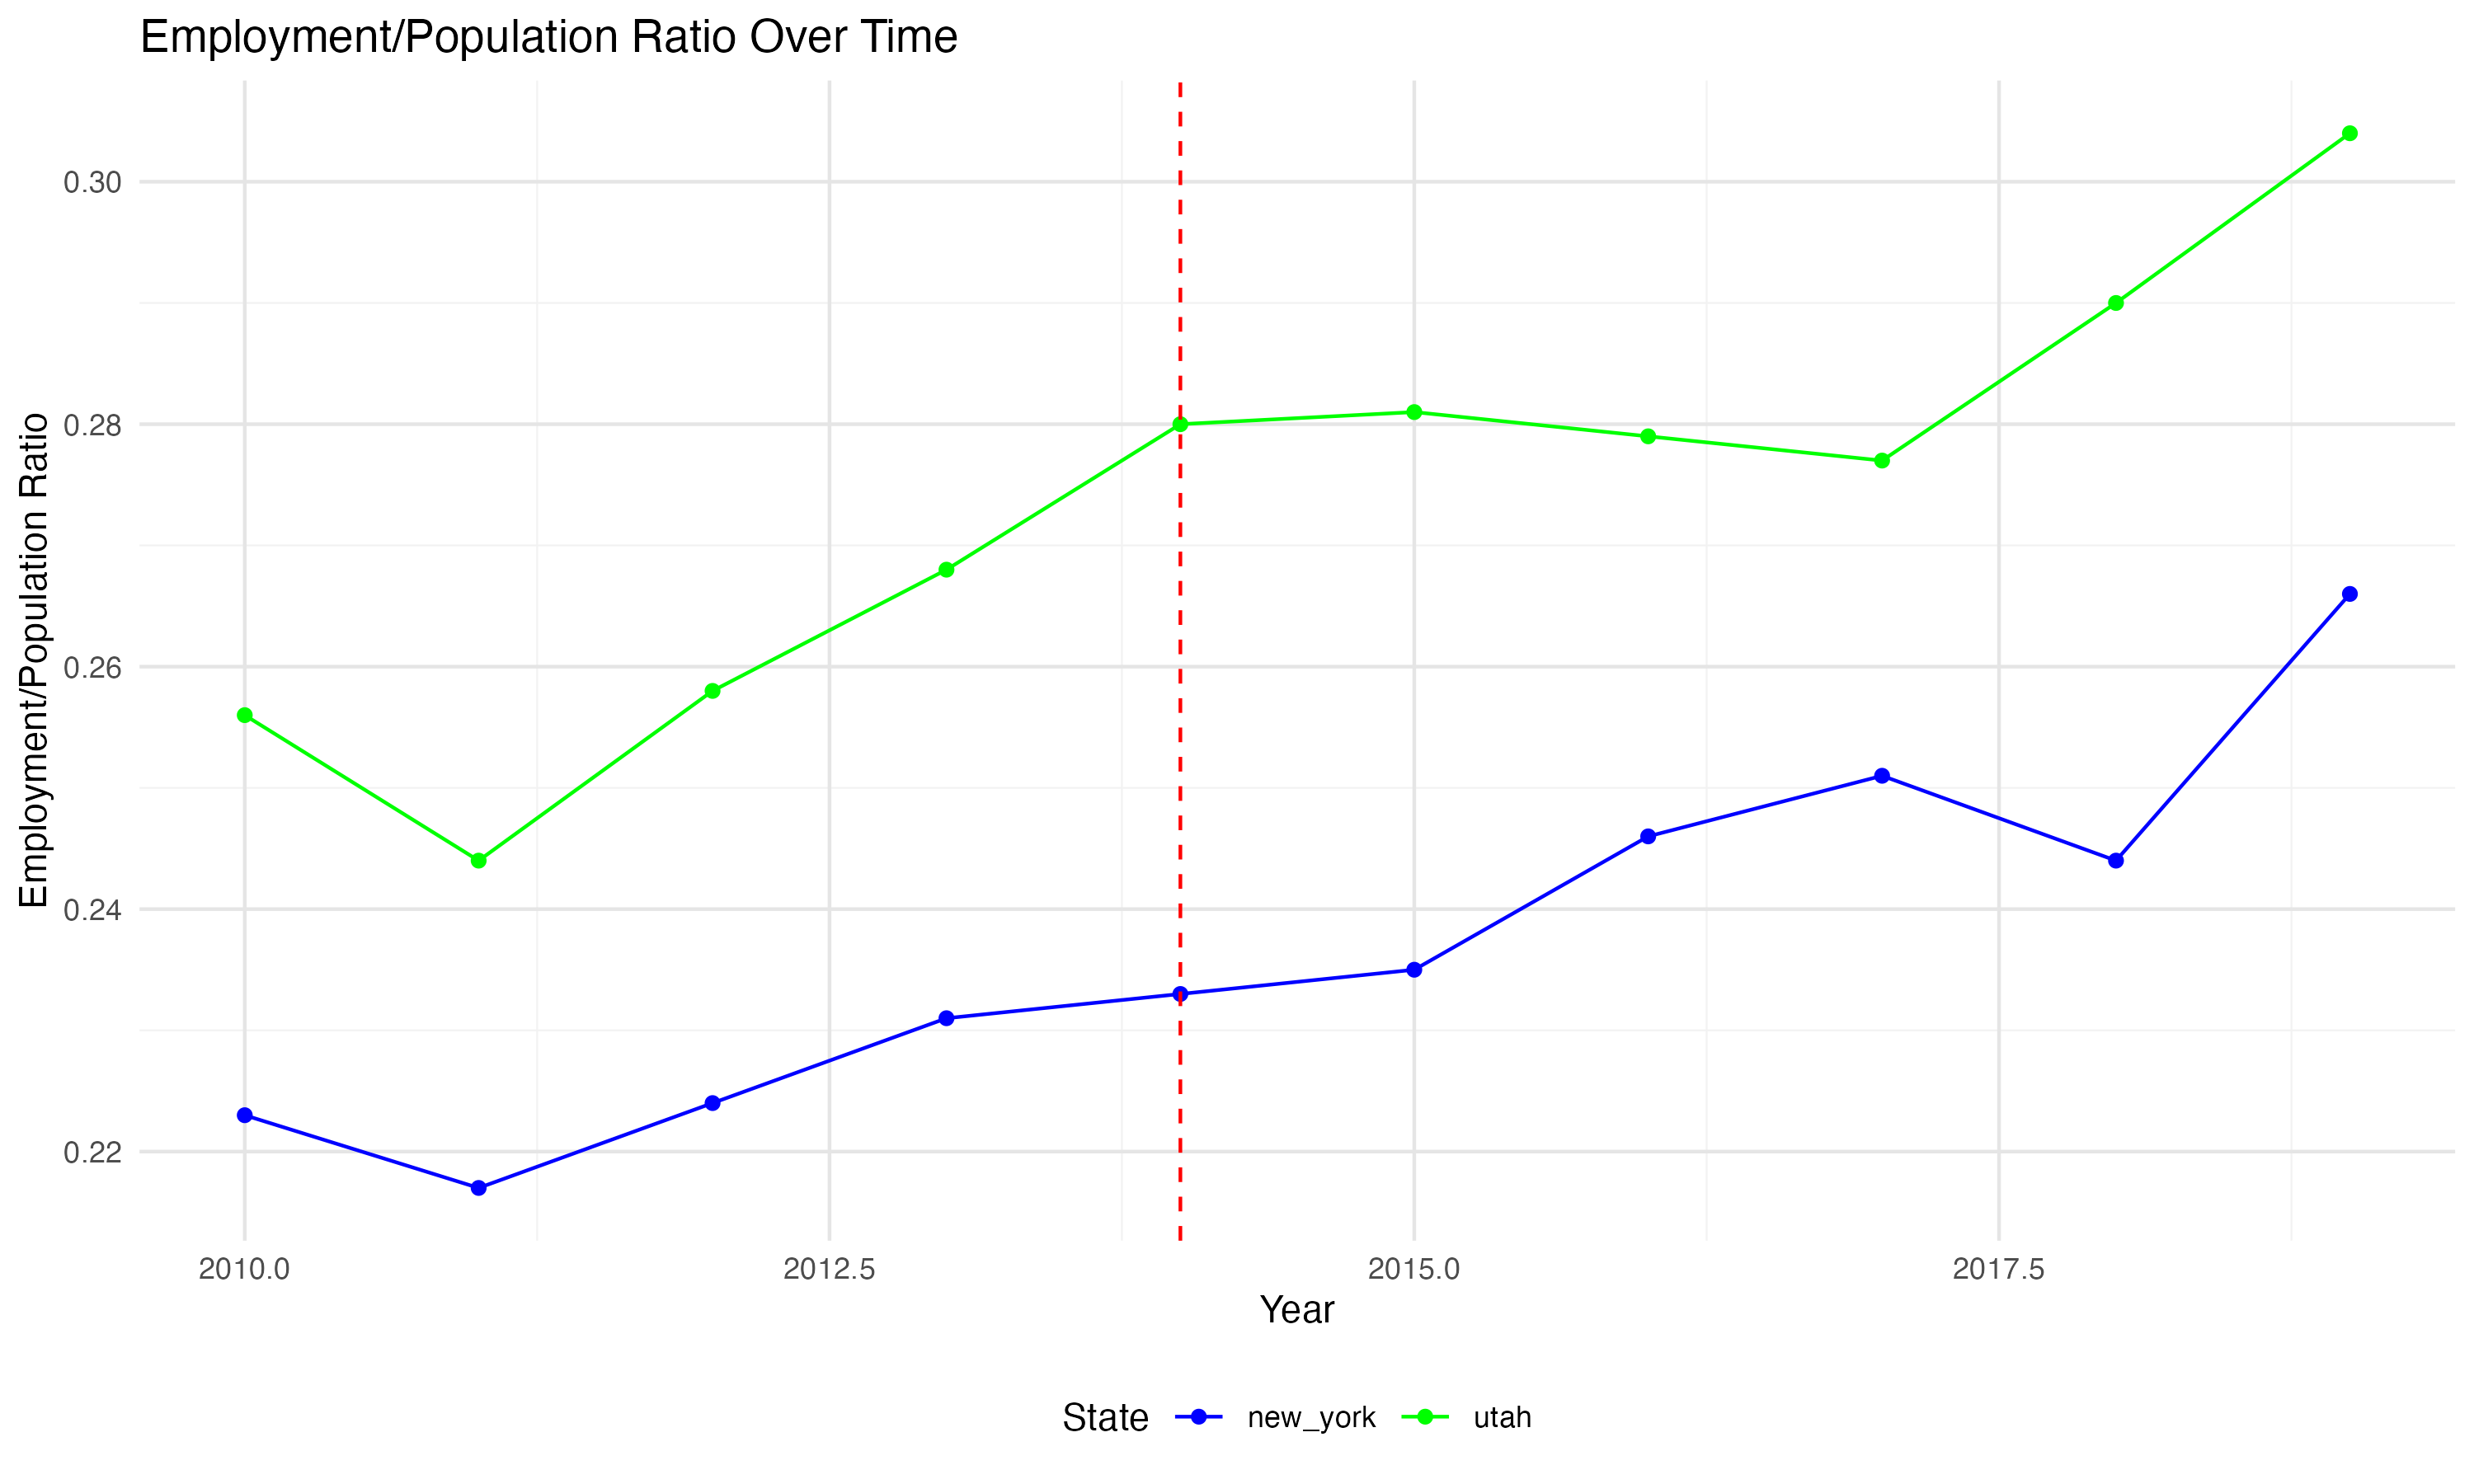 Employment/Population Ratio Over Time
Employment/Population Ratio
0.30
0.28
0.26
0.24
0.22
2010.0 2012.5 2015.0 2017.5
Year
State new_york utah